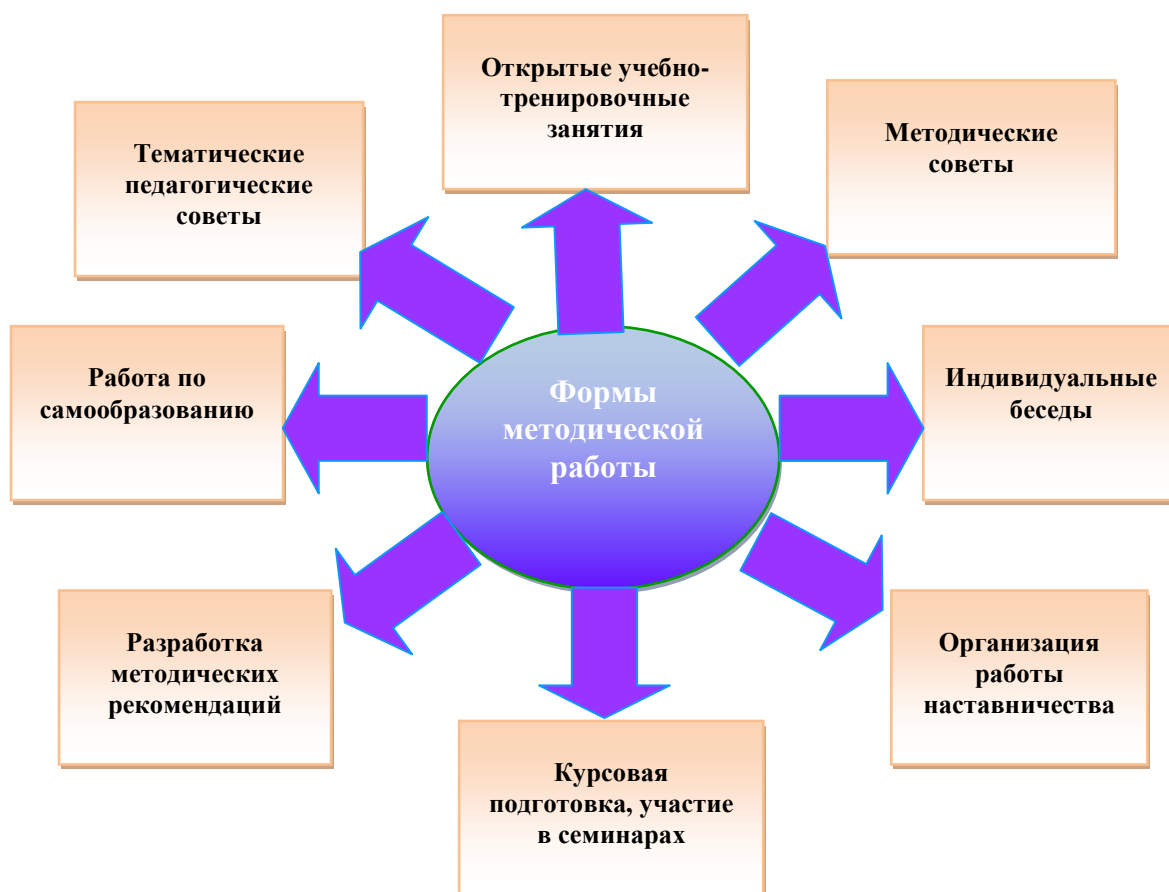 Открытые учебно-
тренировочные
занятия
Методические
советы
Тематические
педагогические
советы
Работа по
самообразованию
Формы
методической
работы
Индивидуальные
беседы
Разработка
методических
рекомендаций
Организация
работы
наставничества
Курсовая
подготовка, участие
в семинарах